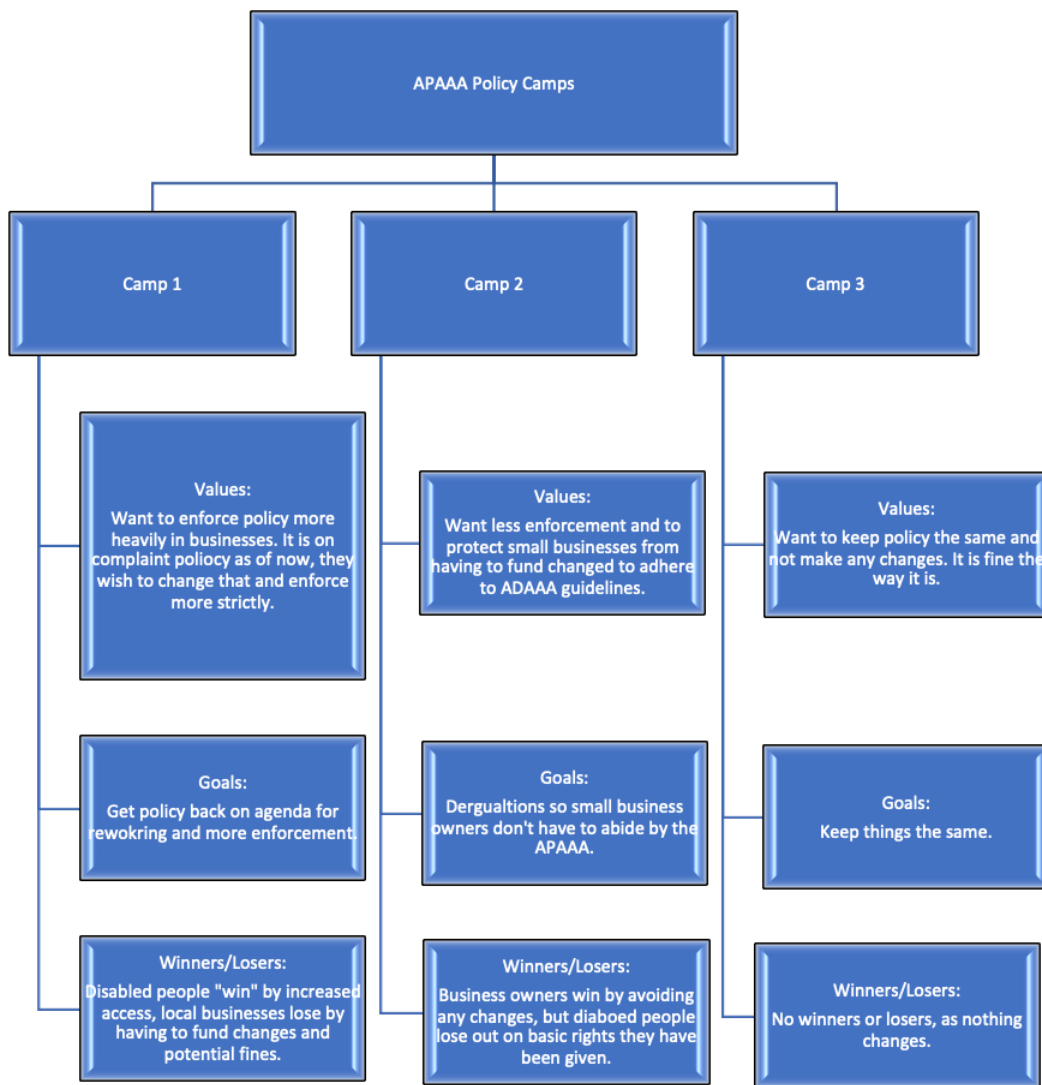 APAAA Policy Camps
Camp 1
Camp 2
Camp 3
Values:
Want to enforce policy more
heavily in businesses. It is on
complaint poliocy as of now, they
wish to change that and enforce
more strictly.
Goals:
Get policy back on agenda for
rewokring and more enforcement.
Winners/Losers:
Disabled people "win" by increased
access, local businesses lose by
having to fund changes and
potential fines.
Values:
Want less enforcement and to
protect small businesses from
having to fund changed to adhere
to ADAAA guidelines.
Goals:
Dergualtions so small business
owners don't have to abide by the
APAAA.
Winners/Losers:
Business owners win by avoiding
any changes, but diaboed people
lose out on basic rights they have
been given.
Values:
Want to keep policy the same and
not make any changes. It is fine the
way it is.
Goals:
Keep things the same.
Winners/Losers:
No winners or losers, as nothing
changes.